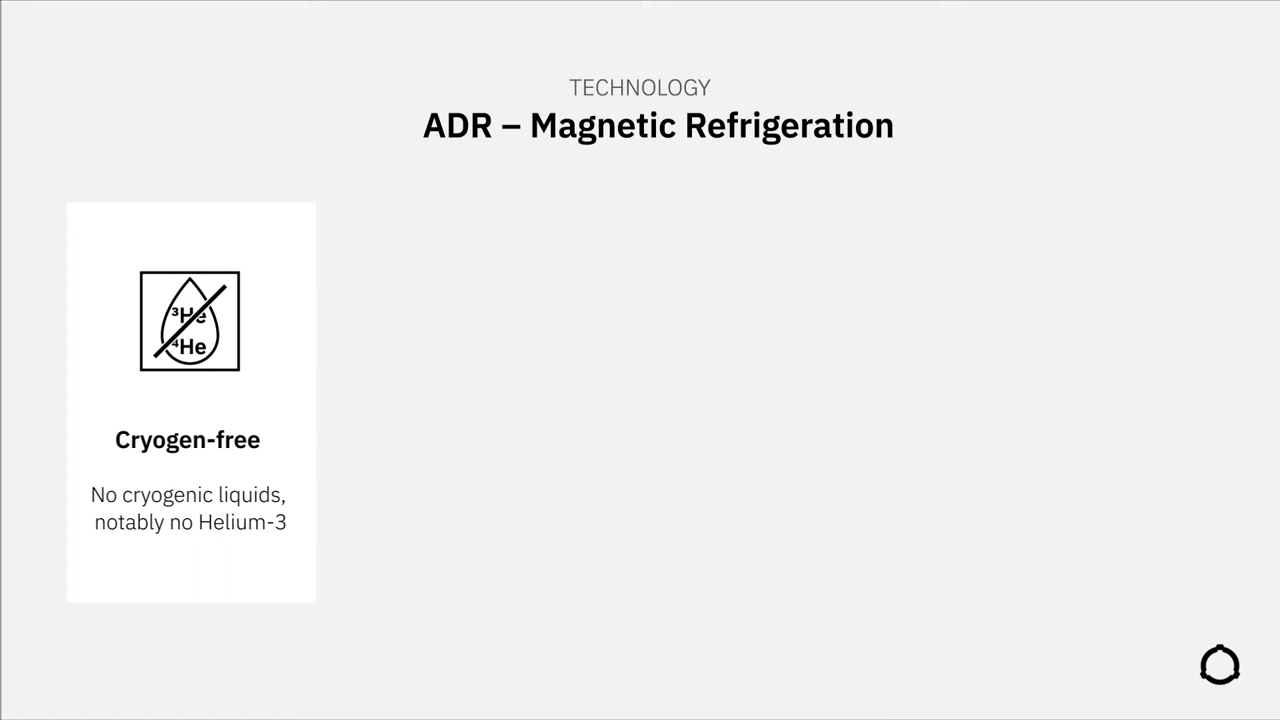 TECHNOLOGY
ADR – Magnetic Refrigeration
³He
⁴He
Cryogen-free
No cryogenic liquids,
notably no Helium-3